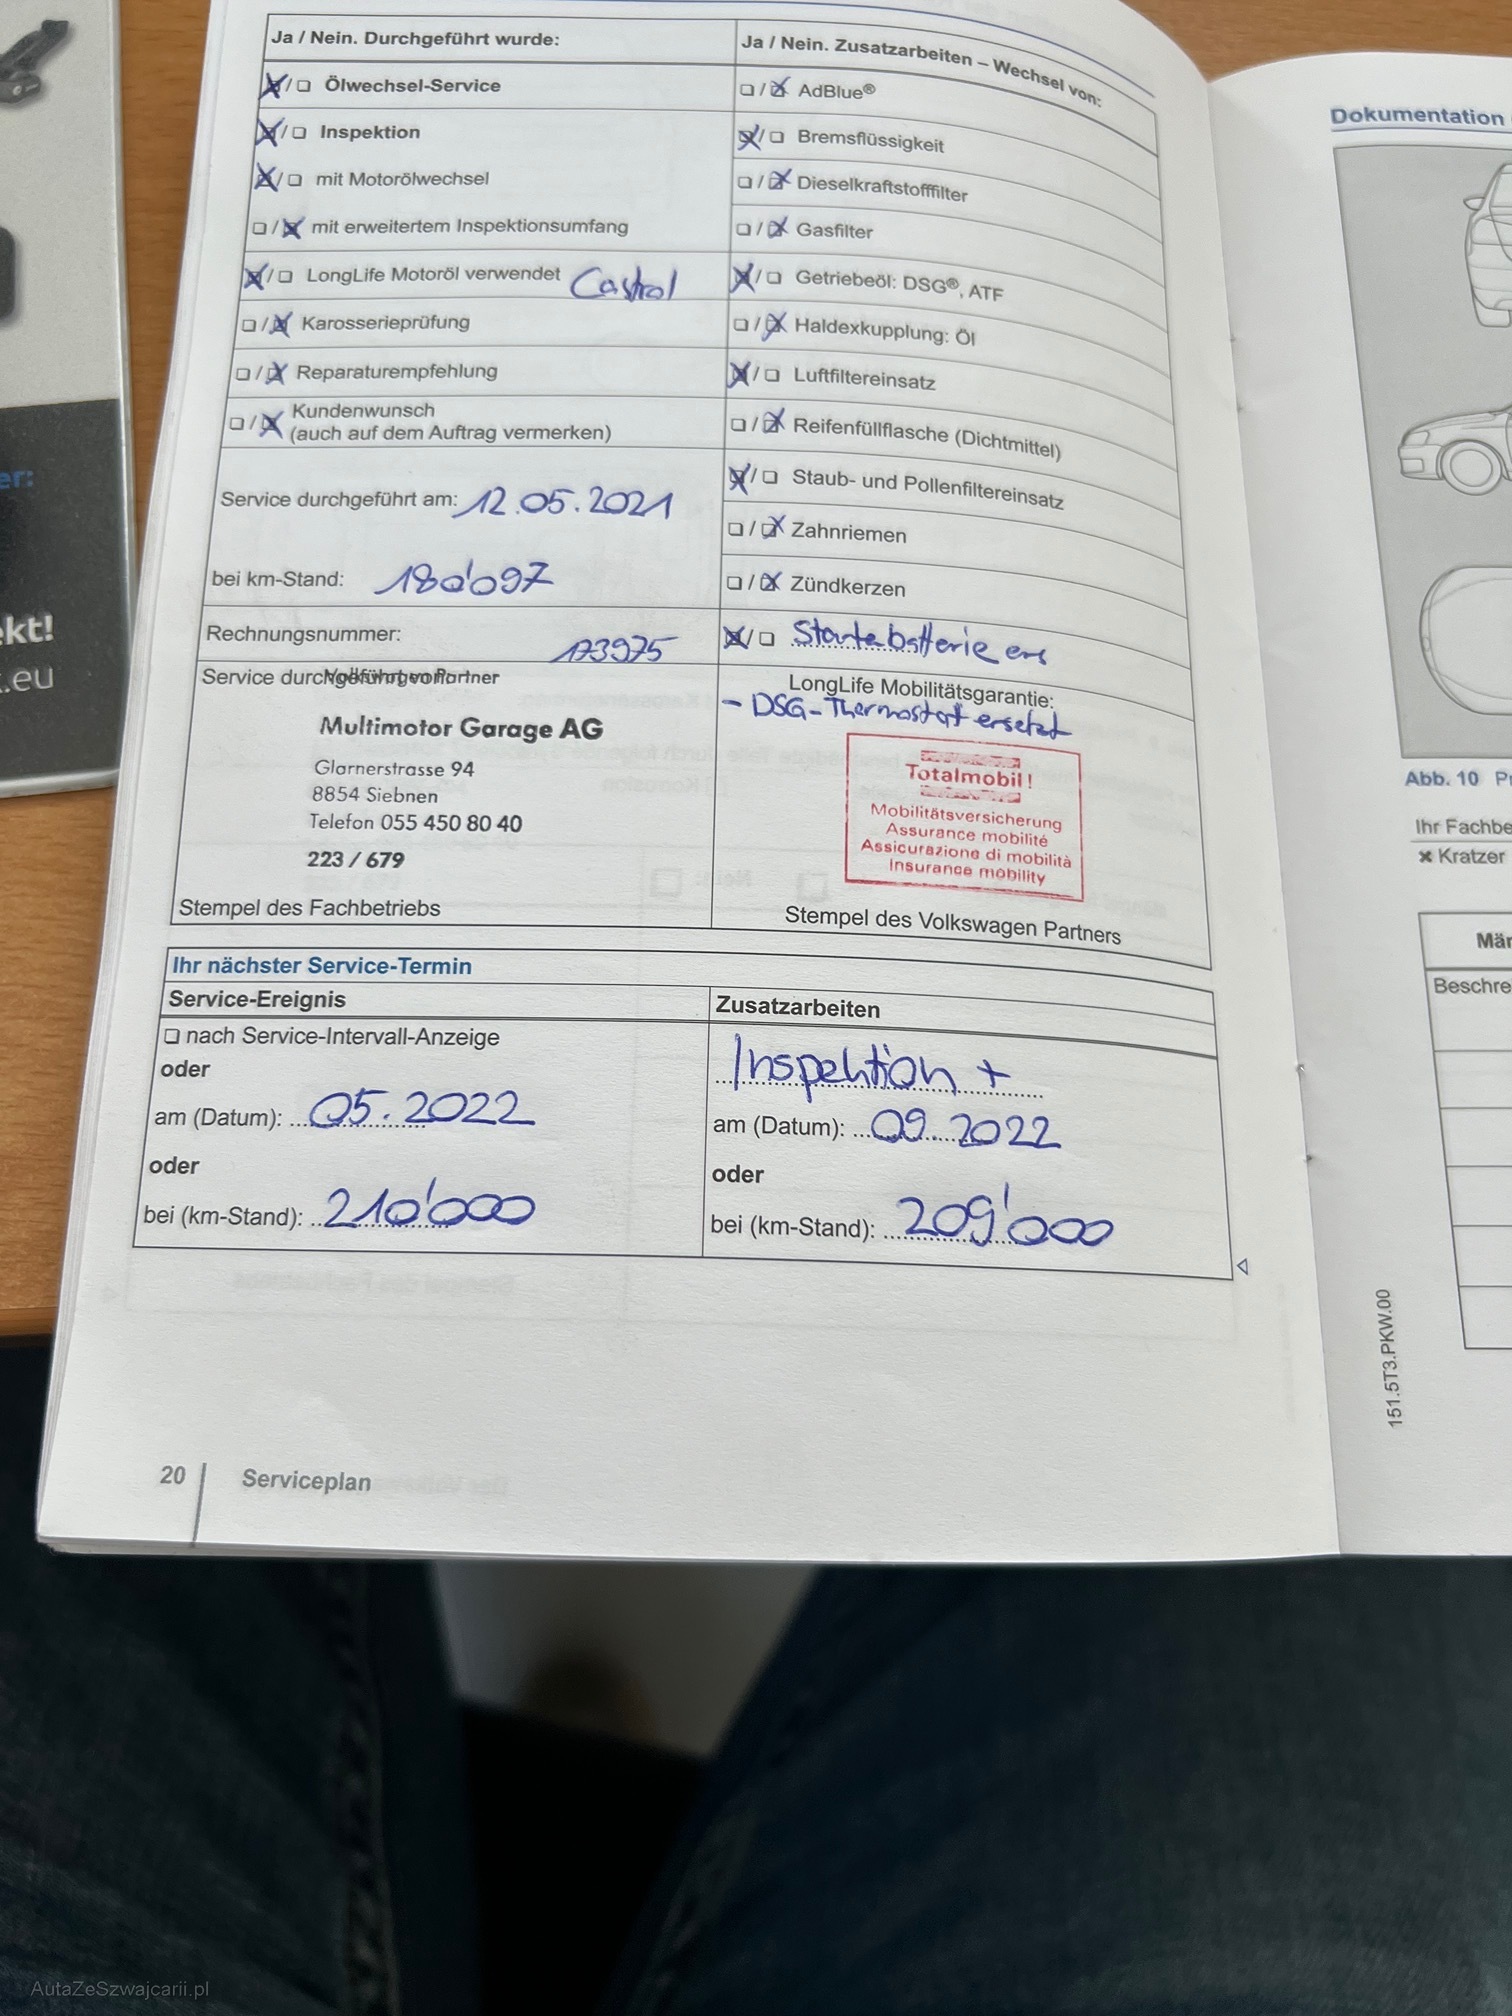 Ja / Nein. Durchgeführt wurde:
☒/☐ Ölwechsel-Service
☒/☐ Inspektion
☒/☐ mit Motorölwechsel
☐/☒ mit erweitertem Inspektionsumfang
☒/☐ LongLife Motoröl verwendet Castrol
☐/☒ Karosserieprüfung
☐/☒ Reparaturempfehlung
☐/☒ Kundenwunsch
(auch auf dem Auftrag vermerken)
Service durchgeführt am: 12.05.2021
bei km-Stand: 180'097
Rechnungsnummer: 173975
Service durchgeführt von Partner
Multimotor Garage AG
Glarnerstrasse 94
8854 Siebnen
Telefon 055 450 80 40
223 / 679
Stempel des Fachbetriebs
Ja / Nein. Zusatzarbeiten – Wechsel von:
☐/☒ AdBlue®
☒/☐ Bremsflüssigkeit
☐/☒ Dieselkraftstofffilter
☐/☒ Gasfilter
☒/☐ Getriebeöl: DSG®, ATF
☐/☒ Haldexkupplung: Öl
☒/☐ Luftfiltereinsatz
☐/☒ Reifenfüllflasche (Dichtmittel)
☒/☐ Staub- und Pollenfiltereinsatz
☐/☒ Zahnriemen
☐/☒ Zündkerzen
☒/☐ Starterbatterie ers
LongLife Mobilitätsgarantie:
- DSG-Thermostat ersetzt
Totalmobil!
Mobilitätsversicherung
Assurance mobilité
Assicurazione di mobilità
Insurance mobility
Stempel des Volkswagen Partners
Ihr nächster Service-Termin
Service-Ereignis
☐ nach Service-Intervall-Anzeige
oder
am (Datum): 05.2022
oder
bei (km-Stand): 210'000
Zusatzarbeiten
Inspektion +
am (Datum): 09.2022
oder
bei (km-Stand): 209'000
20 Serviceplan
Dokumentation
Abb. 10
Ihr Fachbe
✖ Kratzer
Män
Beschre
151.5T3.PKW.00
er:
ekt!
.eu
AutaZeSzwajcarii.pl